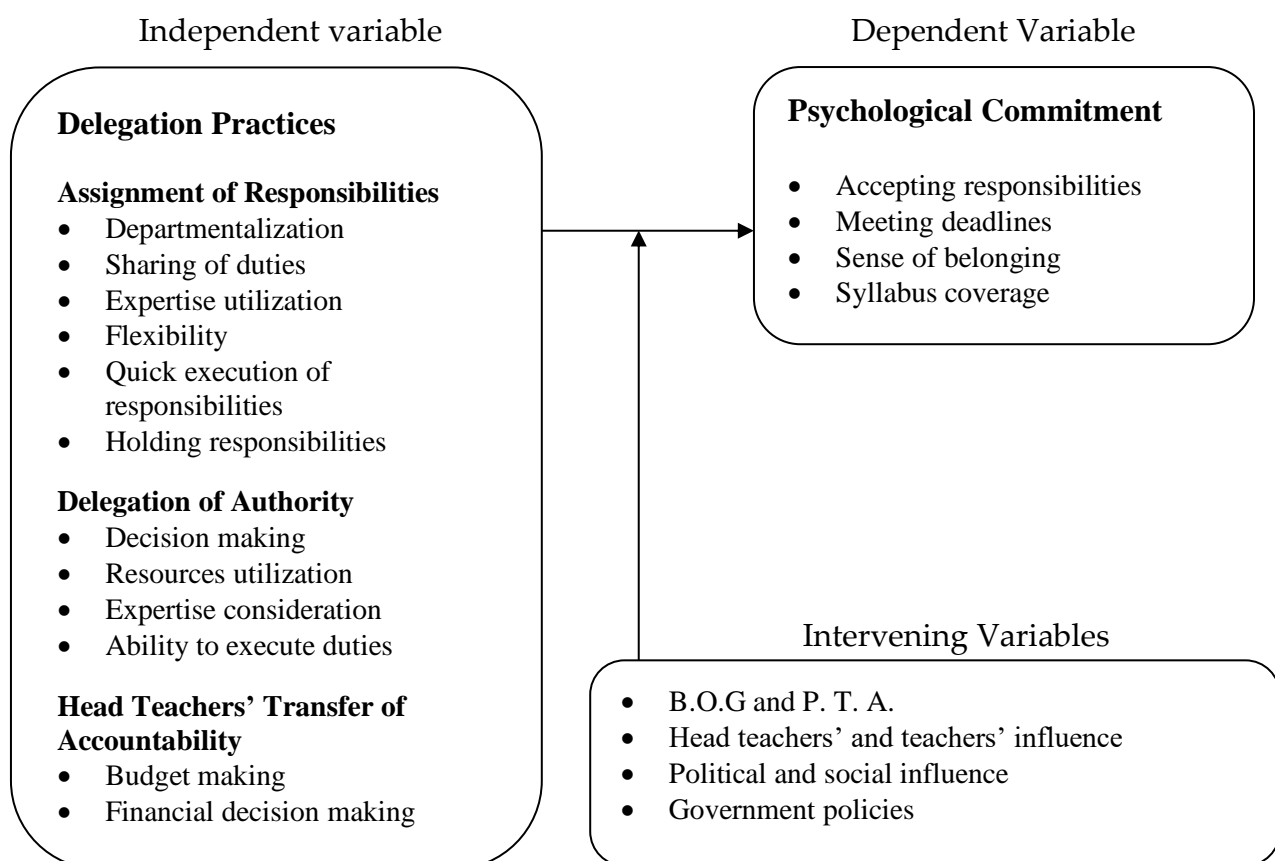 Independent variable
Delegation Practices
Assignment of Responsibilities
• Departmentalization
• Sharing of duties
• Expertise utilization
• Flexibility
• Quick execution of
responsibilities
• Holding responsibilities
Delegation of Authority
• Decision making
• Resources utilization
• Expertise consideration
• Ability to execute duties
Head Teachers’ Transfer of
Accountability
• Budget making
• Financial decision making
Dependent Variable
Psychological Commitment
• Accepting responsibilities
• Meeting deadlines
• Sense of belonging
• Syllabus coverage
Intervening Variables
• B.O.G and P. T. A.
• Head teachers’ and teachers’ influence
• Political and social influence
• Government policies